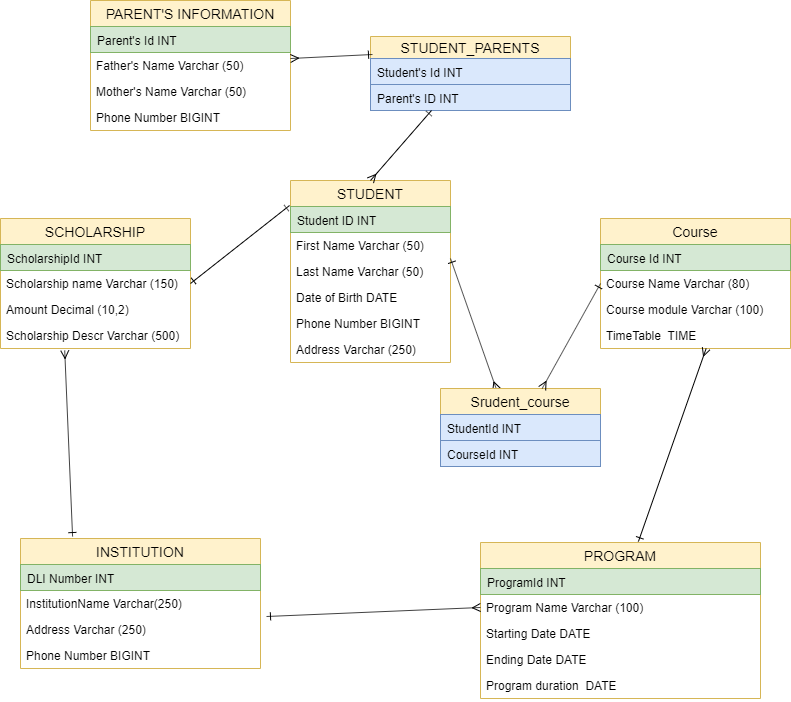 PARENT'S INFORMATION
Parent's Id INT
Father's Name Varchar (50)
Mother's Name Varchar (50)
Phone Number BIGINT
STUDENT_PARENTS
Student's Id INT
Parent's ID INT
STUDENT
Student ID INT
First Name Varchar (50)
Last Name Varchar (50)
Date of Birth DATE
Phone Number BIGINT
Address Varchar (250)
SCHOLARSHIP
ScholarshipId INT
Scholarship name Varchar (150)
Amount Decimal (10,2)
Scholarship Descr Varchar (500)
Course
Course Id INT
Course Name Varchar (80)
Course module Varchar (100)
TimeTable  TIME
Srudent_course
StudentId INT
CourseId INT
INSTITUTION
DLI Number INT
InstitutionName Varchar(250)
Address Varchar (250)
Phone Number BIGINT
PROGRAM
ProgramId INT
Program Name Varchar (100)
Starting Date DATE
Ending Date DATE
Program duration  DATE